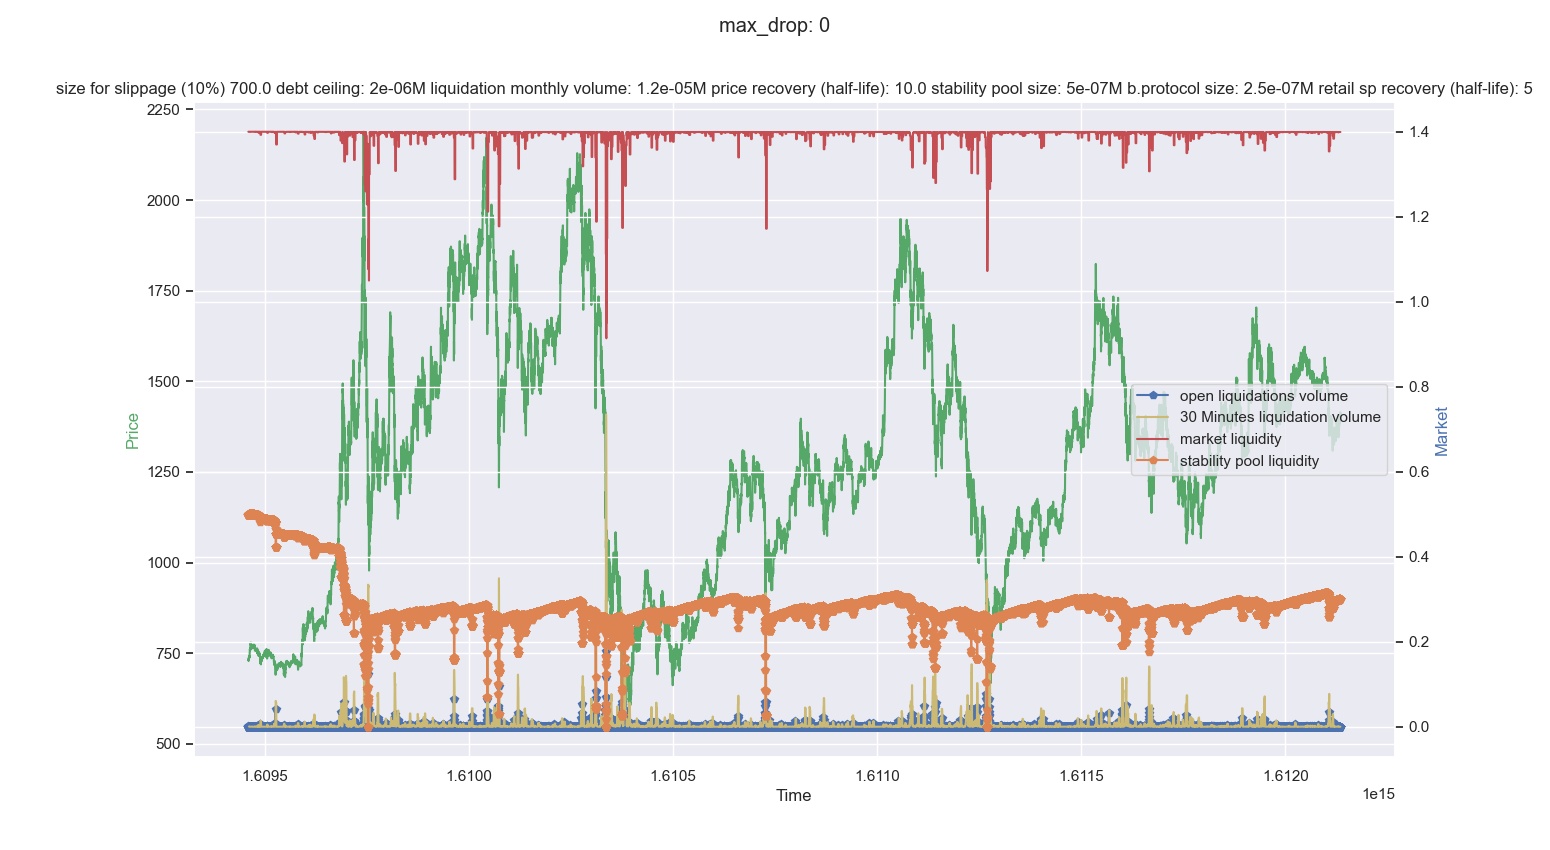 max_drop: 0
size for slippage (10%) 700.0 debt ceiling: 2e-06M liquidation monthly volume: 1.2e-05M price recovery (half-life): 10.0 stability pool size: 5e-07M b.protocol size: 2.5e-07M retail sp recovery (half-life): 5
2250
1.4
2000
1.2
1750
1.0
1500
0.8
open liquidations volume
30 Minutes liquidation volume
market liquidity
stability pool liquidity
Price
Market
1250
0.6
1000
0.4
750
0.2
0.0
500
1.6095 1.6100 1.6105 1.6110 1.6115 1.6120
Time
1e15